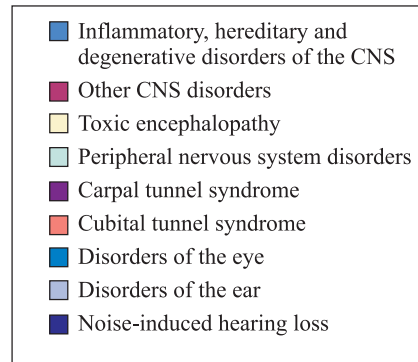 Inflammatory, hereditary and
degenerative disorders of the CNS
Other CNS disorders
Toxic encephalopathy
Peripheral nervous system disorders
Carpal tunnel syndrome
Cubital tunnel syndrome
Disorders of the eye
Disorders of the ear
Noise-induced hearing loss